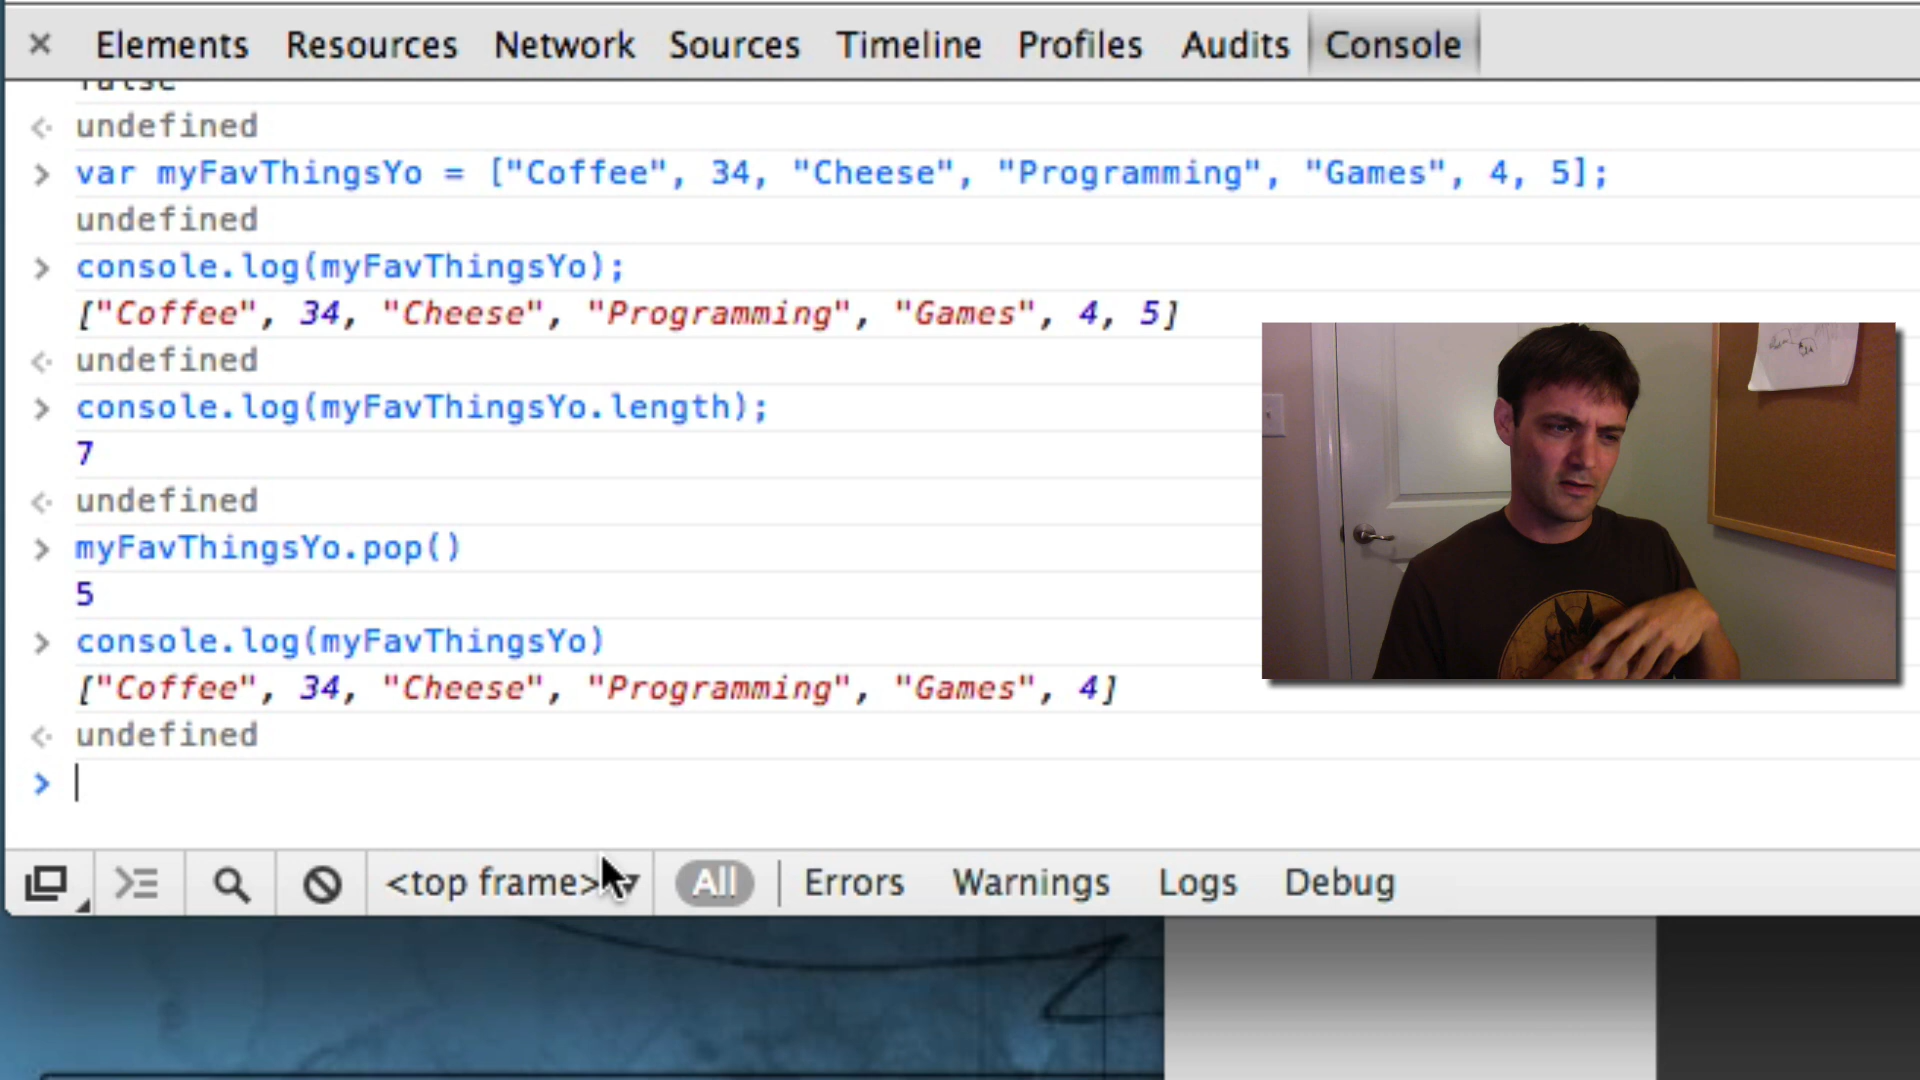 × Elements Resources Network Sources Timeline Profiles Audits Console
false
undefined
var myFavThingsYo = ["Coffee", 34, "Cheese", "Programming", "Games", 4, 5];
undefined
console.log(myFavThingsYo);
["Coffee", 34, "Cheese", "Programming", "Games", 4, 5]
undefined
console.log(myFavThingsYo.length);
7
undefined
myFavThingsYo.pop()
5
console.log(myFavThingsYo)
["Coffee", 34, "Cheese", "Programming", "Games", 4]
undefined
<top frame> All Errors Warnings Logs Debug